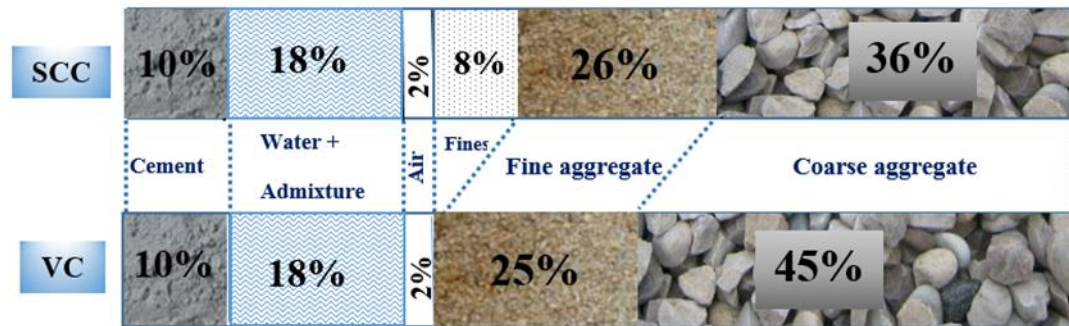 SCC
10%
18%
2%
8%
26%
36%
Cement
Water +
Admixture
Air
Fines
Fine aggregate
Coarse aggregate
VC
10%
18%
2%
25%
45%